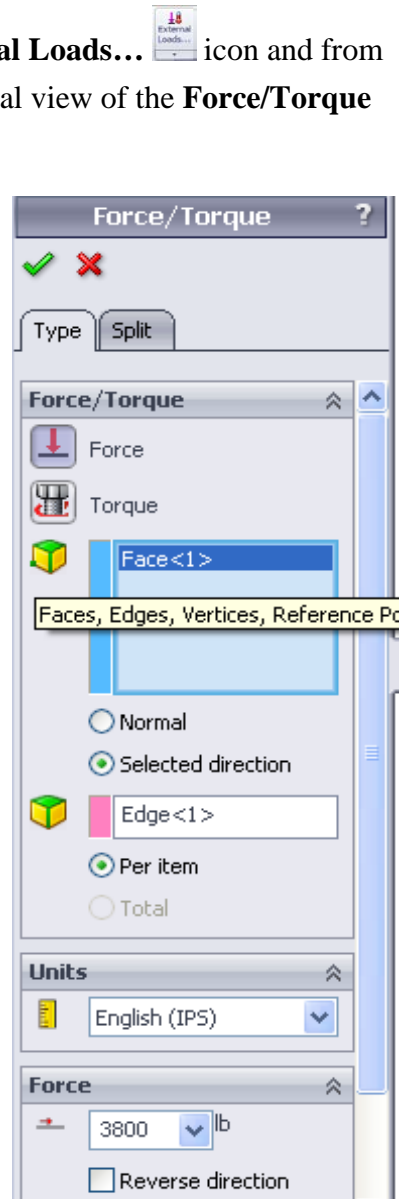 al Loads… External Loads... icon and from
al view of the Force/Torque
Force/Torque ?
Type Split
Force/Torque
Force
Torque
Face<1>
Faces, Edges, Vertices, Reference Po
Normal
Selected direction
Edge<1>
Per item
Total
Units
English (IPS)
Force
3800 lb
Reverse direction